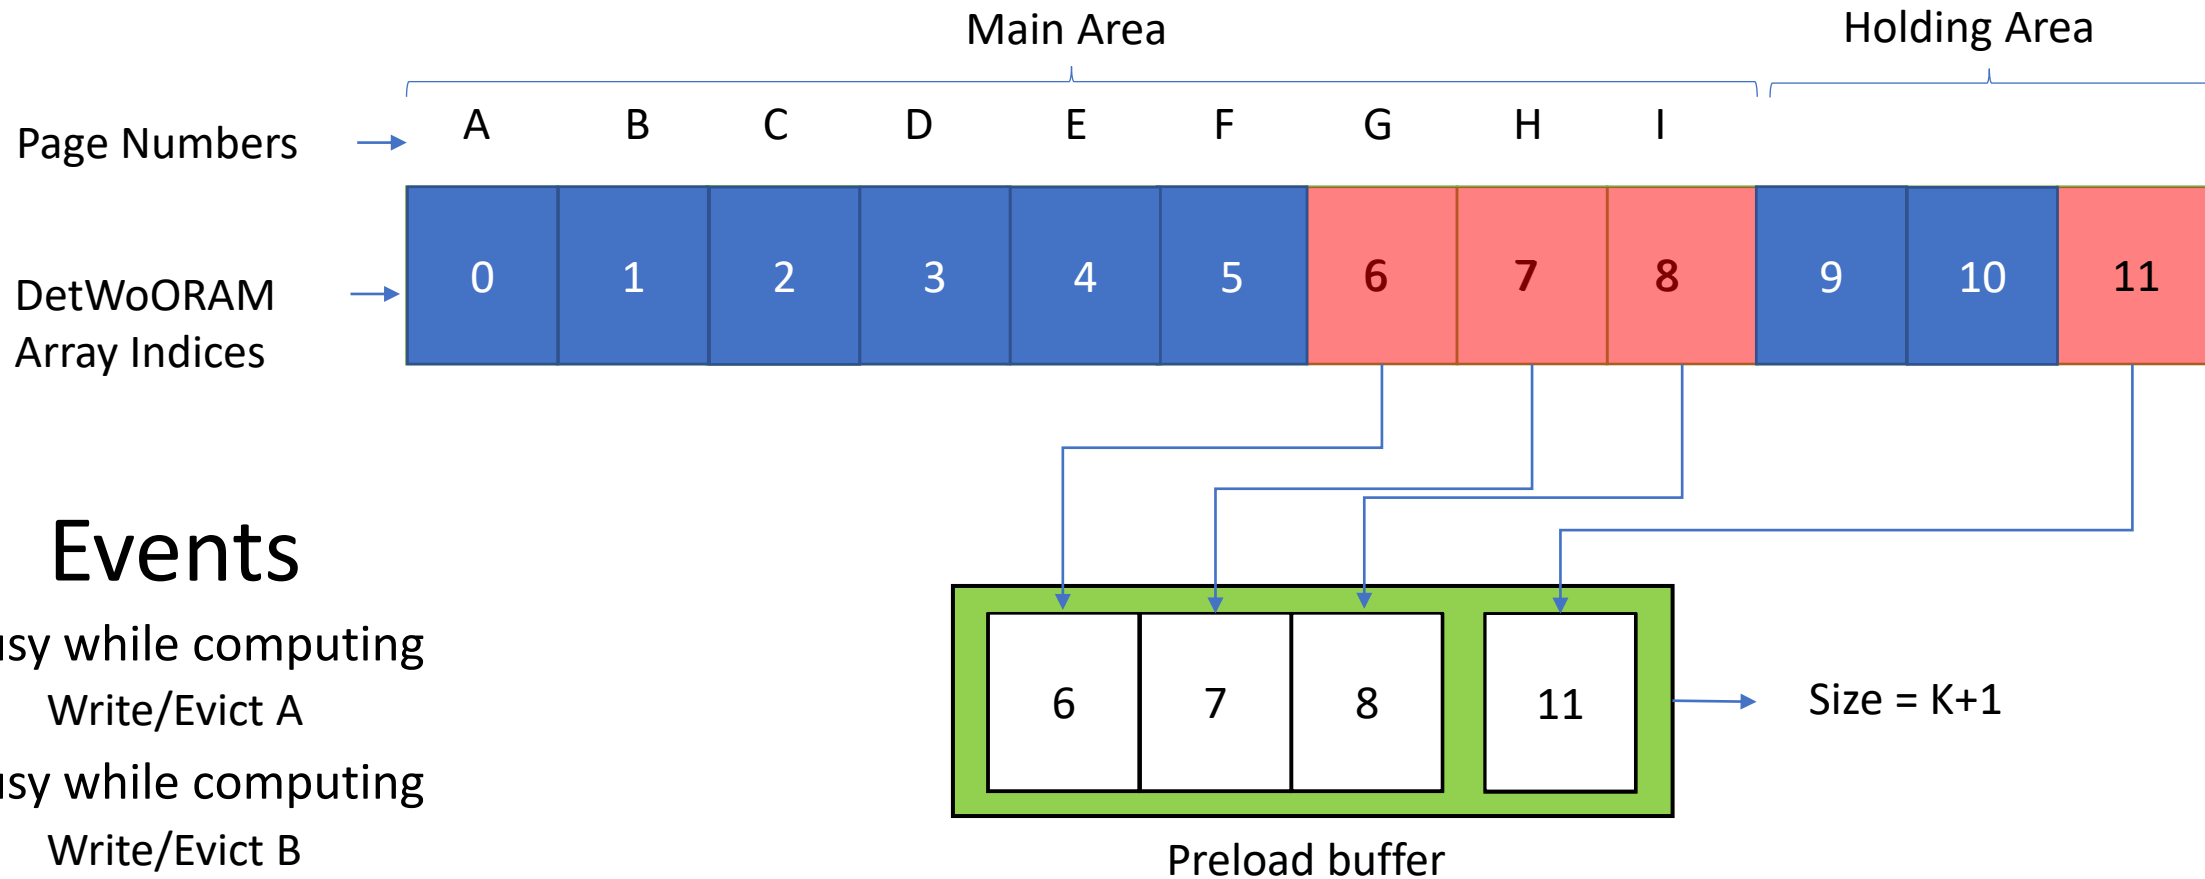 Main Area
Holding Area
Page Numbers
A B C D E F G H I
DetWoORAM
Array Indices
0 1 2 3 4 5 6 7 8 9 10 11
Events
while computing
Write/Evict A
while computing
Write/Evict B
6 7 8 11
Size = K+1
Preload buffer